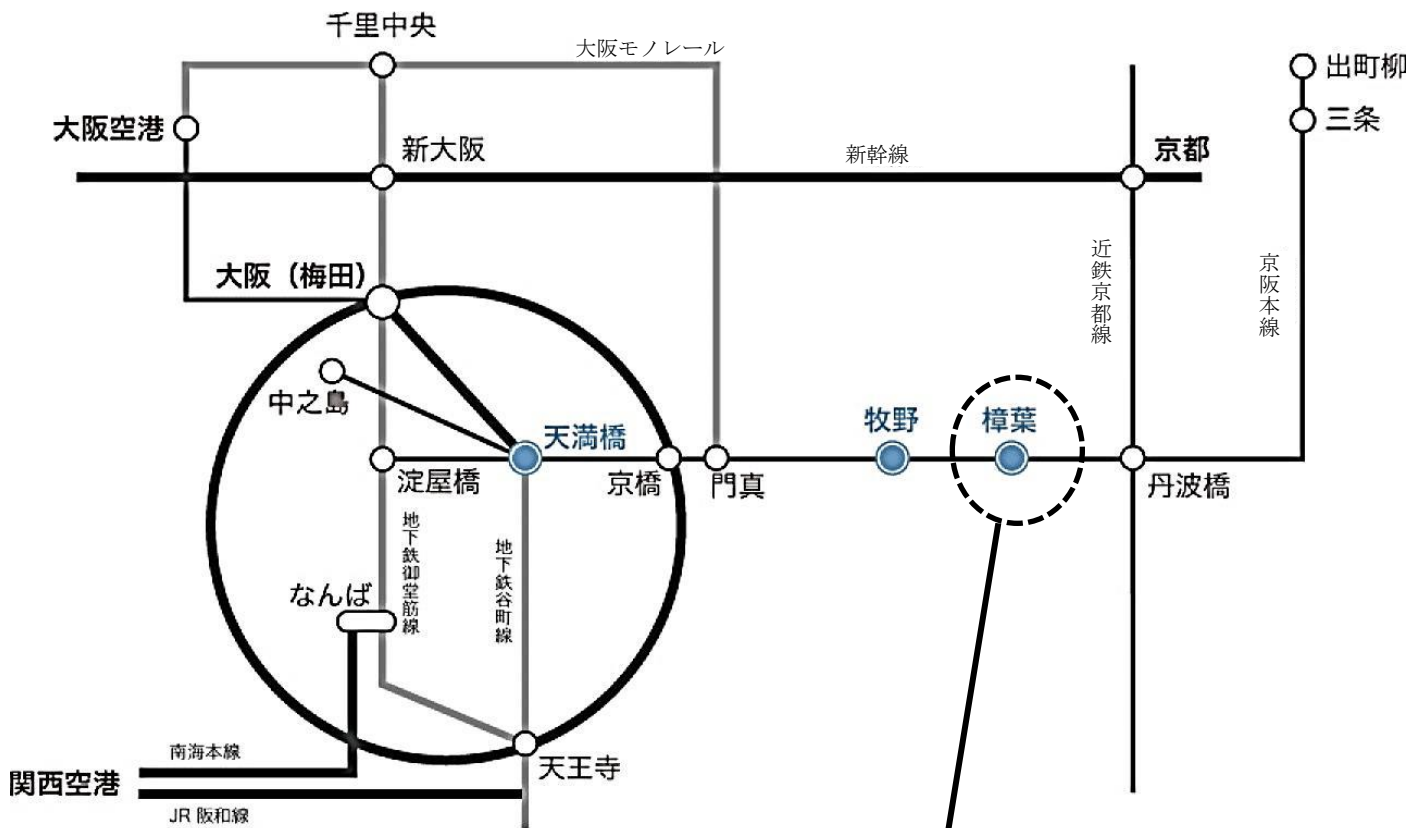 千里中央
大阪モノレール
出町柳
大阪空港
三条
新大阪
新幹線
京都
大阪（梅田）
近鉄京都線
京阪本線
中之島
天満橋
牧野
樟葉
淀屋橋
京橋
門真
丹波橋
地下鉄御堂筋線
地下鉄谷町線
なんば
南海本線
天王寺
関西空港
JR 阪和線